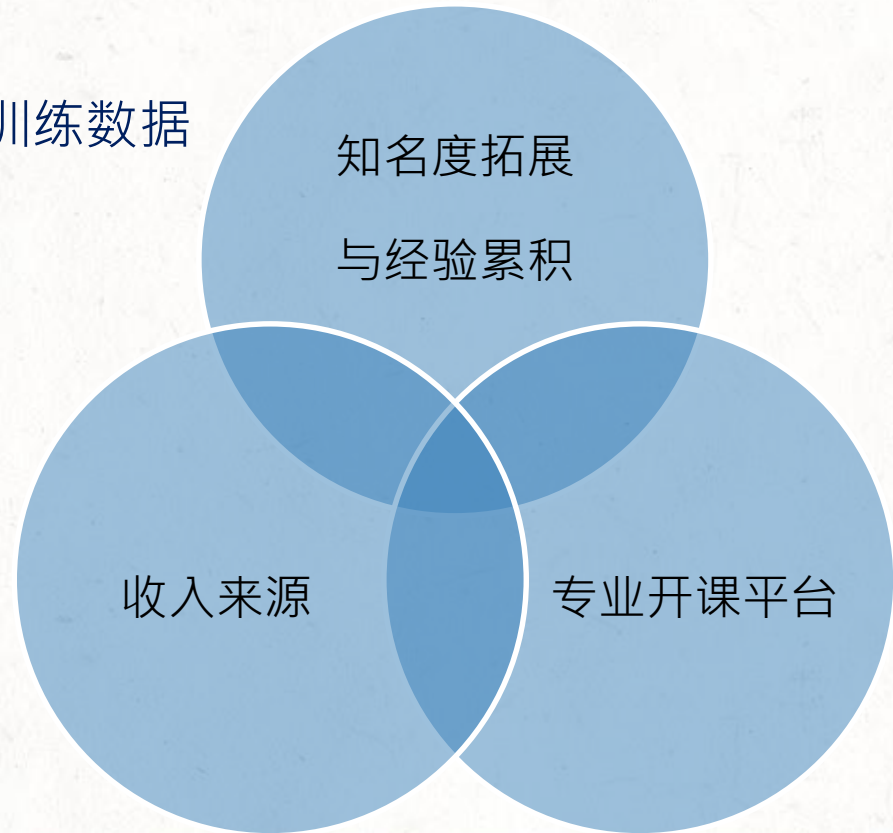 训练数据
知名度拓展
与经验累积
收入来源
专业开课平台